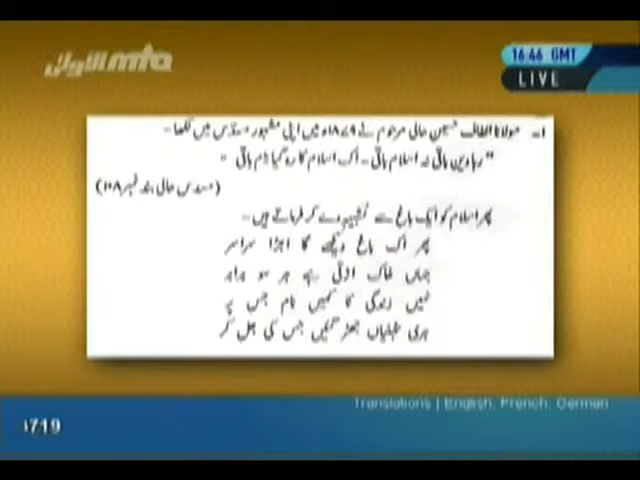 mta الاولیٰ
16:46 GMT
LIVE
۱۔ مولانا الطاف حسین حالی مرحوم نے ۱۸۷۹ء میں اپنی مشہور مسدس میں لکھا۔
"رہا دین باقی نہ اسلام باقی۔ اک اسلام کا رہ گیا نام باقی"
(مسدس حالی بند نمبر ۱۰۸)
پھر اسلام کو ایک باغ سے تشبیہ دے کر فرماتے ہیں۔
پھر اک باغ دیکھے گا اجڑا سراسر
جہاں خاک اڑتی ہے ہر سو برابر
نہیں زندگی کا کہیں نام جس پر
ہری ٹہنیاں جھڑ گئیں جس کی جل کر
Translations | English, French, German
719